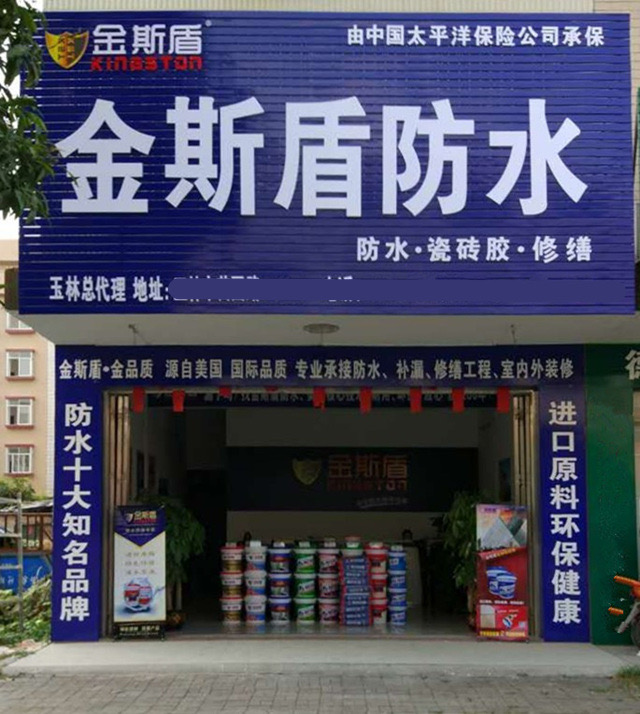 金斯盾®
KINGSTON
由中国太平洋保险公司承保
金斯盾防水
防水·瓷砖胶·修缮
玉林总代理 地址:
金斯盾·金品质 源自美国 国际品质 专业承接防水、补漏、修缮工程、室内外装修
防水十大知名品牌
进口原料环保健康
金斯盾
KINGSTON
金斯盾